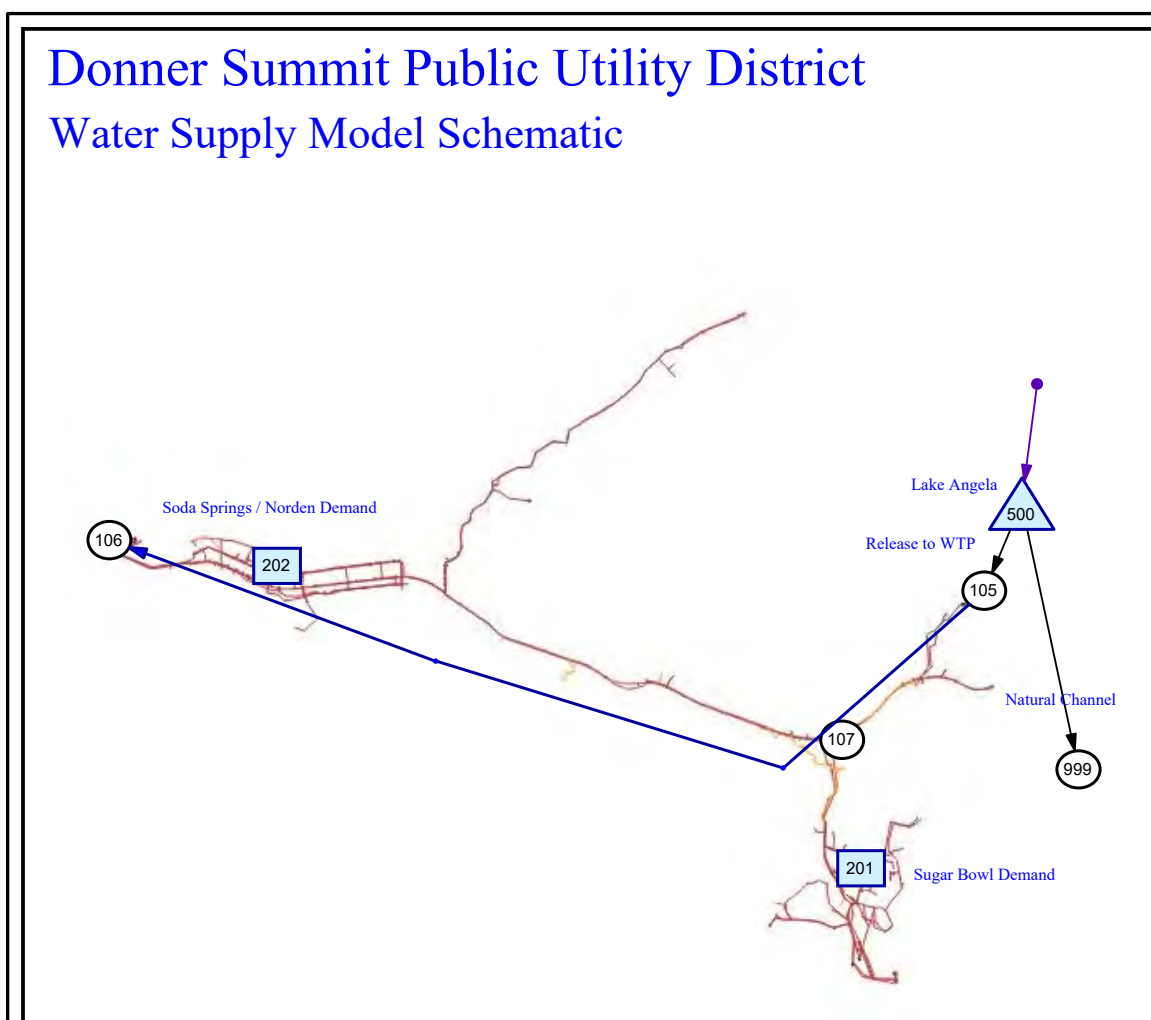 Donner Summit Public Utility District
Water Supply Model Schematic
Lake Angela
500
Soda Springs / Norden Demand
106
202
Release to WTP
105
Natural Channel
107
999
201
Sugar Bowl Demand